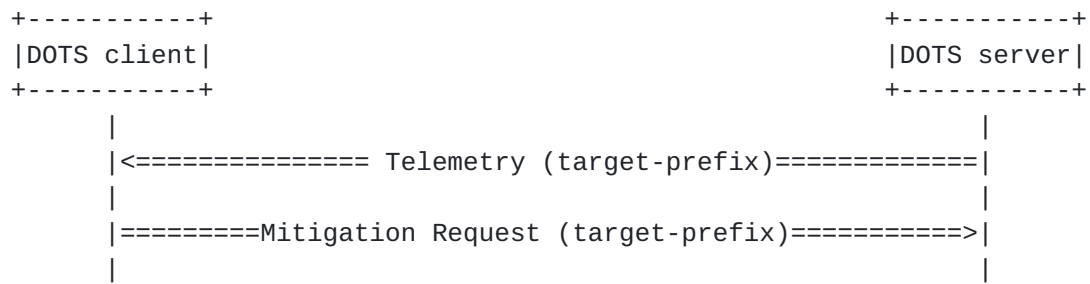 +-----------+                                        +-----------+
|DOTS client|                                        |DOTS server|
+-----------+                                        +-----------+
      |                                                    |
      |<=============== Telemetry (target-prefix)=============|
      |                                                    |
      |=========Mitigation Request (target-prefix)===========>|
      |                                                    |